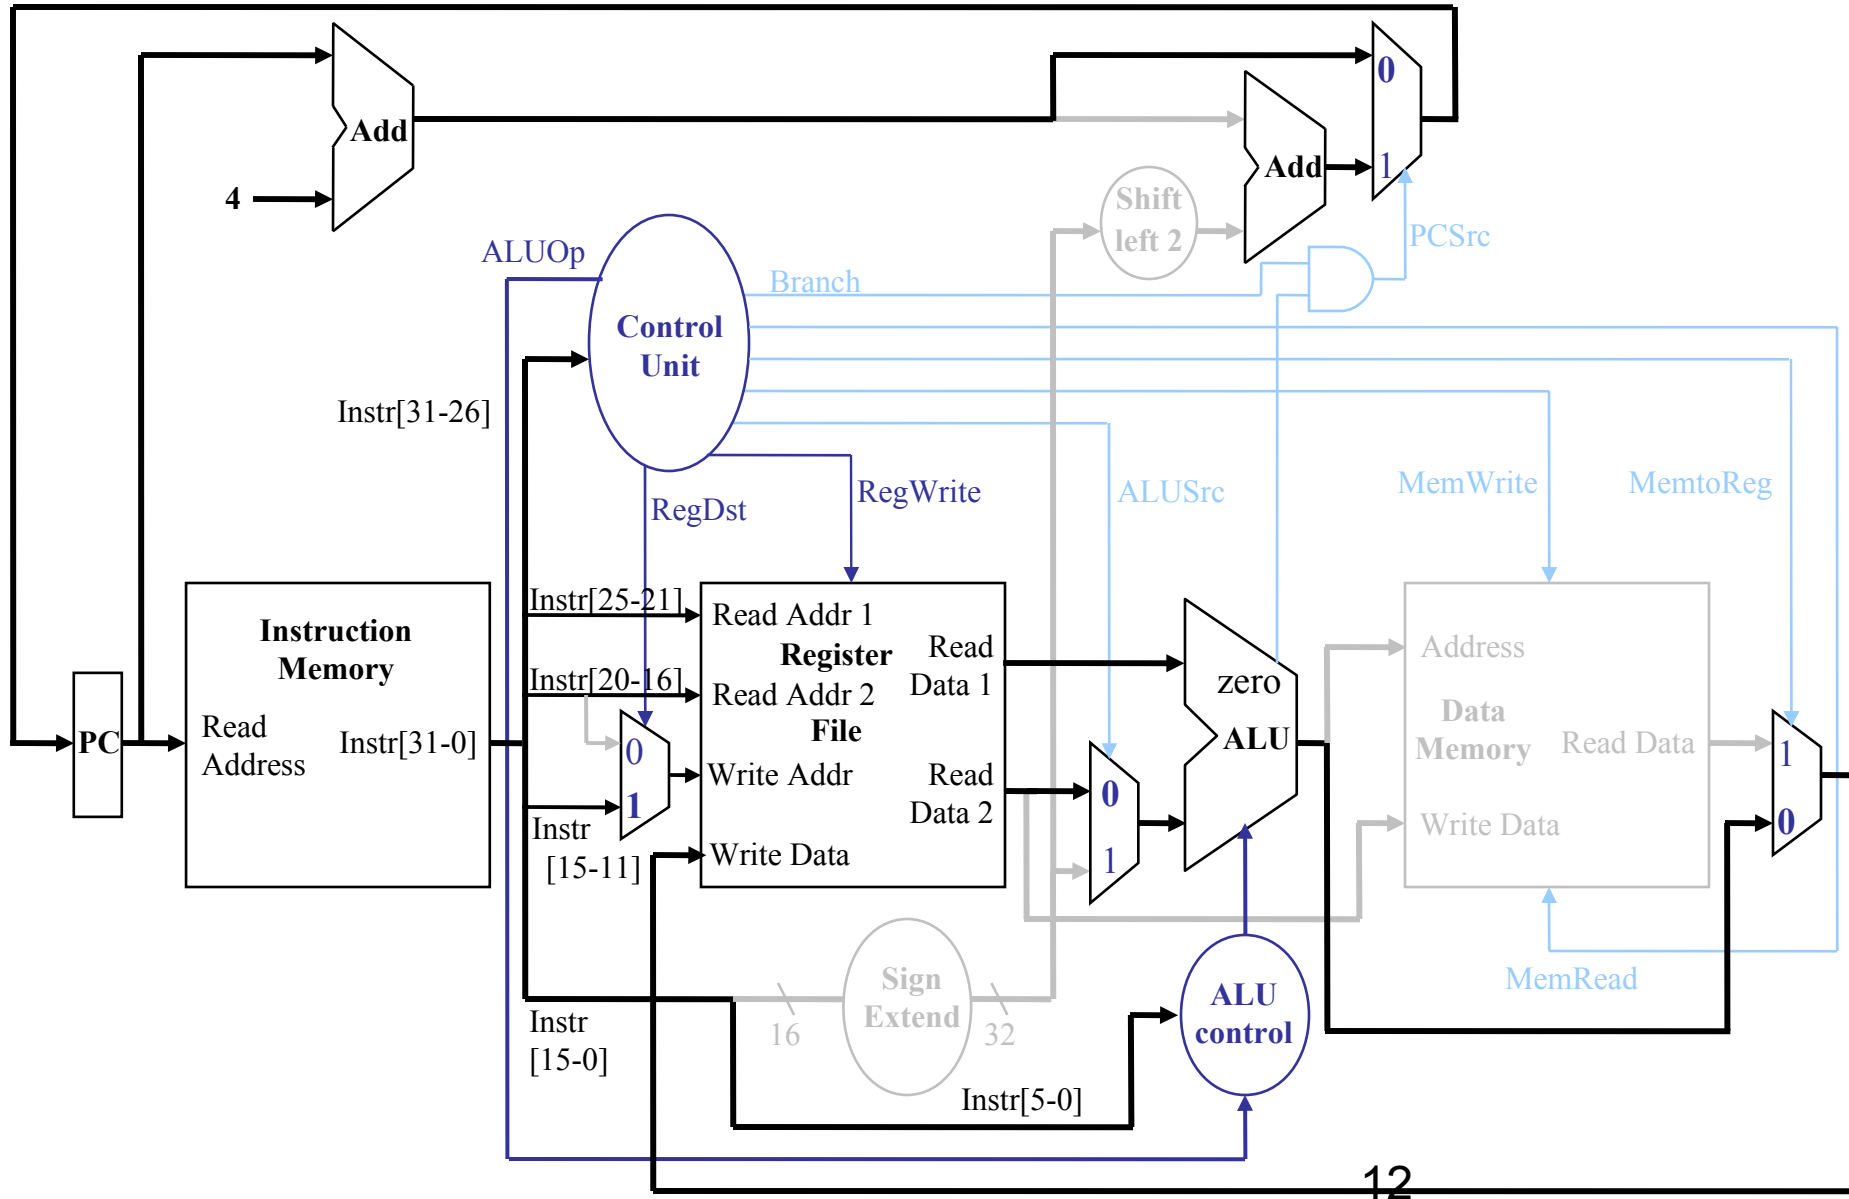 0
Add
Add
1
4
Shift
left 2
PCSrc
ALUOp
Branch
Control
Unit
Instr[31-26]
RegDst
RegWrite
ALUSrc
MemWrite
MemtoReg
Instruction
Memory
Read
Address
Instr[31-0]
PC
Instr[25-21]
Instr[20-16]
0
1
Instr
[15-11]
Read Addr 1
Register
Read Addr 2
File
Write Addr
Write Data
Read
Data 1
Read
Data 2
0
1
zero
ALU
Address
Data
Memory
Read Data
Write Data
1
0
MemRead
Sign
Extend
16
32
ALU
control
Instr
[15-0]
Instr[5-0]
12